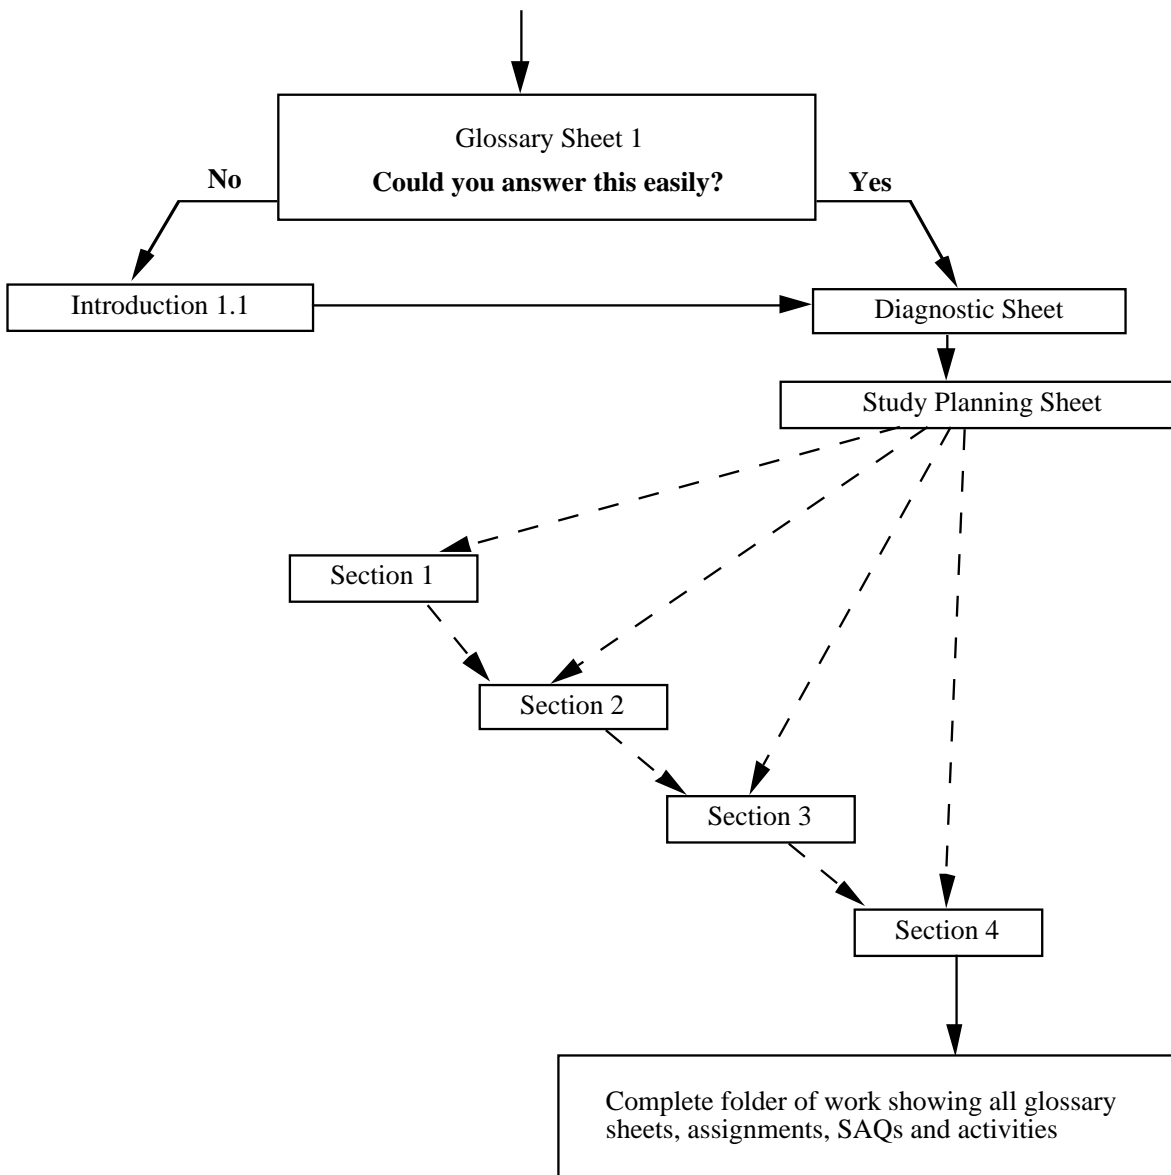 Glossary Sheet 1
Could you answer this easily?
No
Yes
Introduction 1.1
Diagnostic Sheet
Study Planning Sheet
Section 1
Section 2
Section 3
Section 4
Complete folder of work showing all glossary
sheets, assignments, SAQs and activities